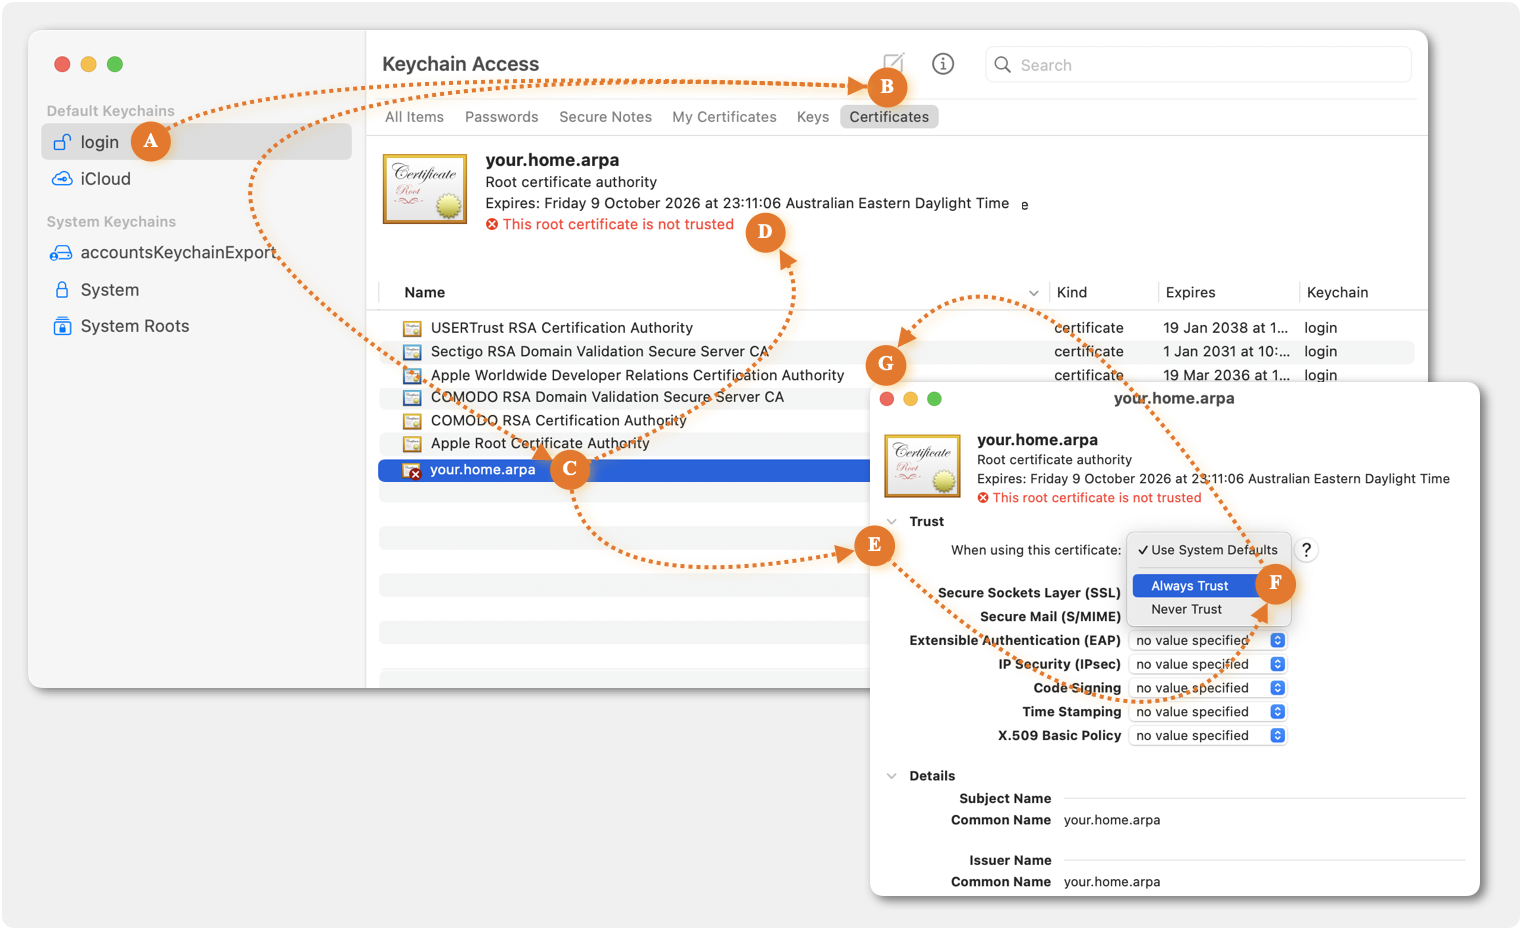 Keychain Access
Search
Default Keychains
login
A
iCloud
System Keychains
accountsKeychainExport
System
System Roots
B
All Items
Passwords
Secure Notes
My Certificates
Keys
Certificates
Certificate
Root
your.home.arpa
Root certificate authority
Expires: Friday 9 October 2026 at 23:11:06 Australian Eastern Daylight Time
e
This root certificate is not trusted
D
Name Kind Expires Keychain
USERTrust RSA Certification Authority certificate 19 Jan 2038 at 1... login
Sectigo RSA Domain Validation Secure Server CA certificate 1 Jan 2031 at 10:... login
Apple Worldwide Developer Relations Certification Authority certificate 19 Mar 2036 at 1... login
COMODO RSA Domain Validation Secure Server CA
COMODO RSA Certification Authority
Apple Root Certificate Authority
your.home.arpa
C
G
your.home.arpa
Certificate
Root
your.home.arpa
Root certificate authority
Expires: Friday 9 October 2026 at 23:11:06 Australian Eastern Daylight Time
This root certificate is not trusted
E
Trust
When using this certificate: ✓ Use System Defaults ?
Always Trust
F
Never Trust
Secure Sockets Layer (SSL)
Secure Mail (S/MIME)
Extensible Authentication (EAP) no value specified
IP Security (IPsec) no value specified
Code Signing no value specified
Time Stamping no value specified
X.509 Basic Policy no value specified
Details
Subject Name
Common Name your.home.arpa
Issuer Name
Common Name your.home.arpa